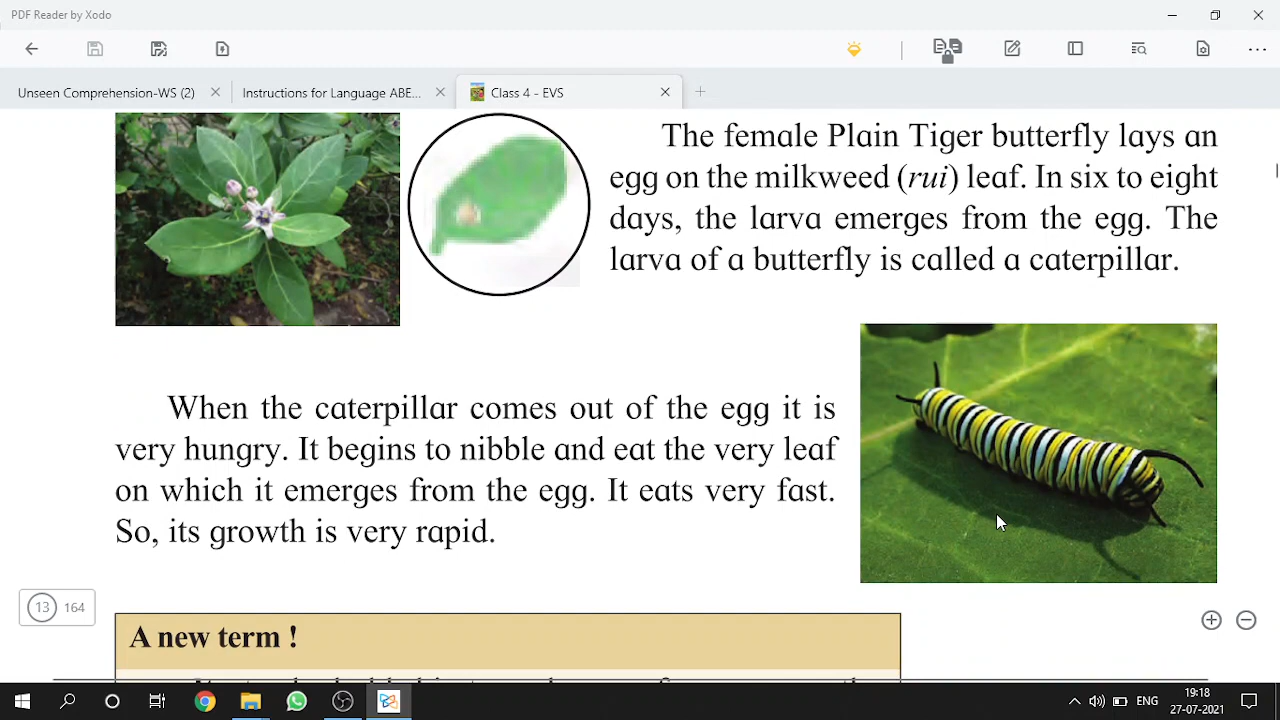 PDF Reader by Xodo
Unseen Comprehension-WS (2)
Instructions for Language ABE...
Class 4 - EVS
The female Plain Tiger butterfly lays an
egg on the milkweed (rui) leaf. In six to eight
days, the larva emerges from the egg. The
larva of a butterfly is called a caterpillar.
When the caterpillar comes out of the egg it is
very hungry. It begins to nibble and eat the very leaf
on which it emerges from the egg. It eats very fast.
So, its growth is very rapid.
13 164
A new term !
ENG
19:18
27-07-2021